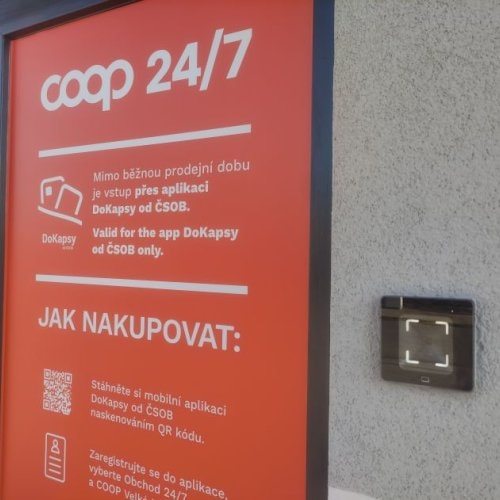 coop 24/7
Mimo běžnou prodejní dobu
je vstup přes aplikaci
DoKapsy od ČSOB.
Valid for the app DoKapsy
od ČSOB only.
DoKapsy
JAK NAKUPOVAT:
Stáhněte si mobilní aplikaci
DoKapsy od ČSOB
naskenováním QR kódu.
Zaregistrujte se do aplikace,
vyberte Obchod 24/7
a COOP